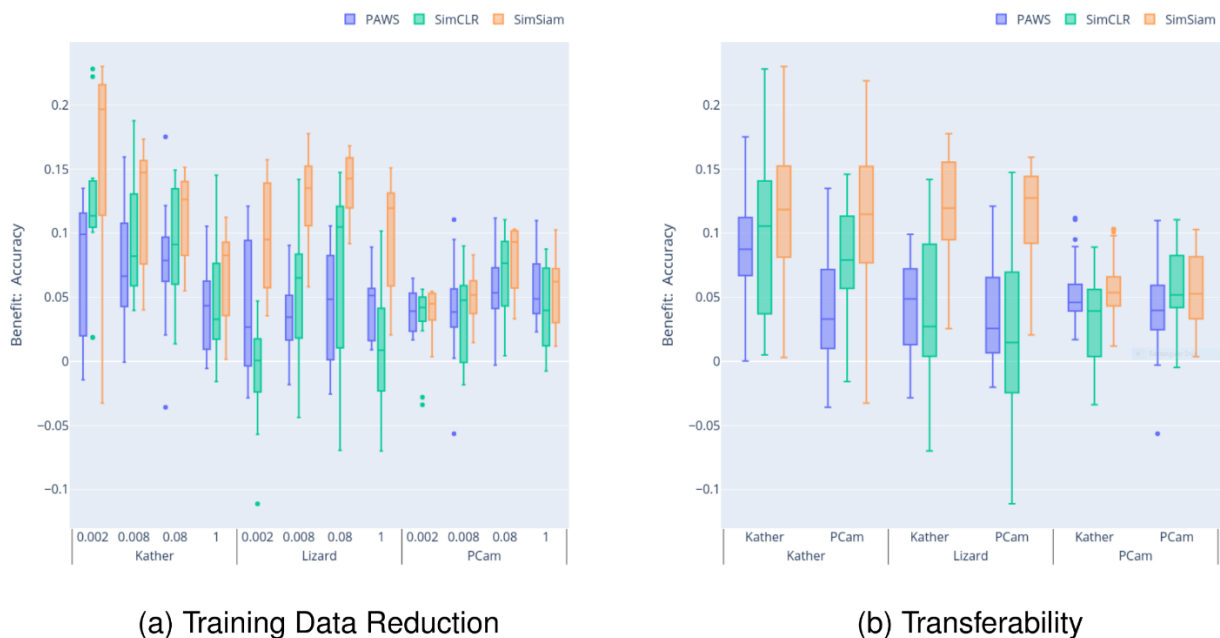 PAWS SimCLR SimSiam
0.2
0.15
0.1
0.05
0
−0.05
−0.1
Benefit: Accuracy
0.002 0.008 0.08 1 0.002 0.008 0.08 1 0.002 0.008 0.08 1
Kather Lizard PCam
(a) Training Data Reduction
PAWS SimCLR SimSiam
0.2
0.15
0.1
0.05
0
−0.05
−0.1
Benefit: Accuracy
Kather PCam Kather PCam Kather PCam
Kather Lizard PCam
(b) Transferability